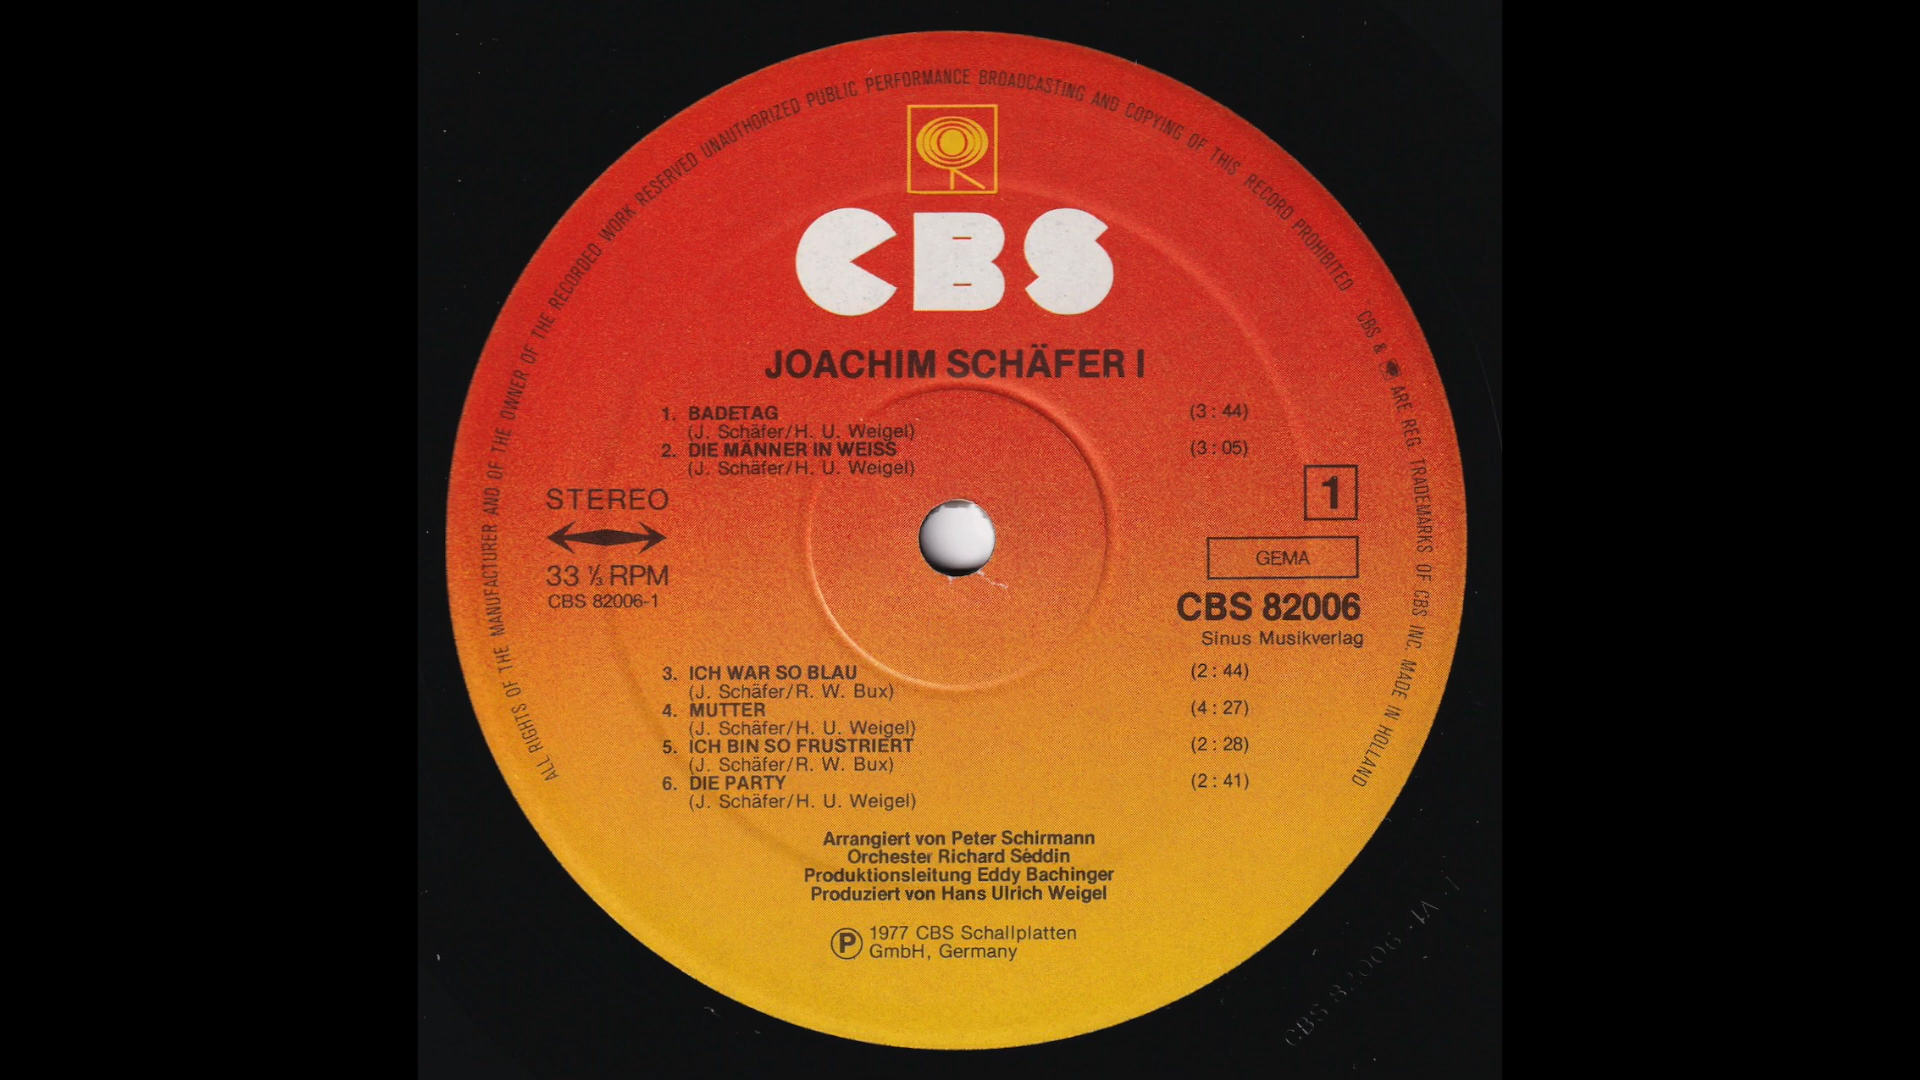 ALL RIGHTS OF THE MANUFACTURER AND OF THE OWNER OF THE RECORDED WORK RESERVED UNAUTHORIZED PUBLIC PERFORMANCE BROADCASTING AND COPYING OF THIS RECORD PROHIBITED CBS & ARE REG. TRADEMARKS OF CBS INC. MADE IN HOLLAND
CBS
JOACHIM SCHÄFER I
1. BADETAG (3 : 44)
(J. Schäfer/H. U. Weigel)
2. DIE MÄNNER IN WEISS (3 : 05)
(J. Schäfer/H. U. Weigel)
STEREO
33 ⅓ RPM
CBS 82006-1
1
GEMA
CBS 82006
Sinus Musikverlag
3. ICH WAR SO BLAU (2 : 44)
(J. Schäfer/R. W. Bux)
4. MUTTER (4 : 27)
(J. Schäfer/H. U. Weigel)
5. ICH BIN SO FRUSTRIERT (2 : 28)
(J. Schäfer/R. W. Bux)
6. DIE PARTY (2 : 41)
(J. Schäfer/H. U. Weigel)
Arrangiert von Peter Schirmann
Orchester Richard Seddin
Produktionsleitung Eddy Bachinger
Produziert von Hans Ulrich Weigel
Ⓟ 1977 CBS Schallplatten
GmbH, Germany
CBS 82006